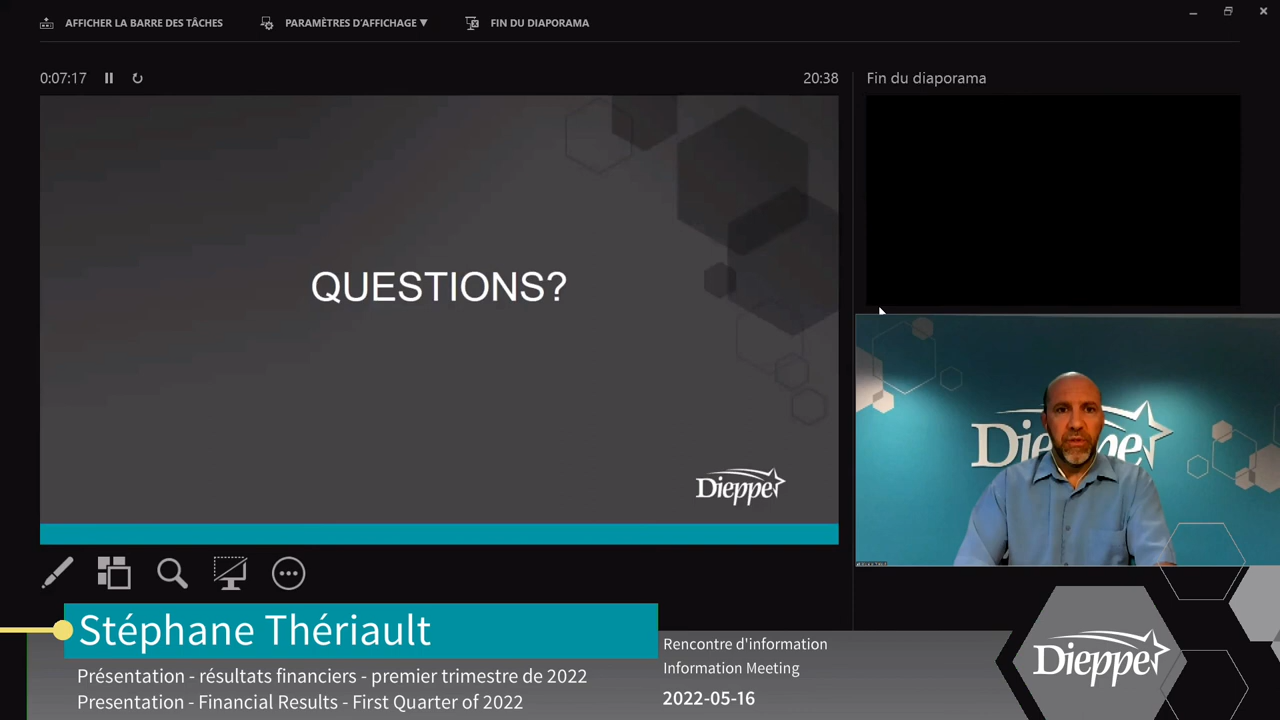 AFFICHER LA BARRE DES TÂCHES
PARAMÈTRES D'AFFICHAGE ▼
FIN DU DIAPORAMA
0:07:17
20:38
Fin du diaporama
QUESTIONS?
Dieppe
Dieppe
Stéphane Thériault
Présentation - résultats financiers - premier trimestre de 2022
Presentation - Financial Results - First Quarter of 2022
Rencontre d'information
Information Meeting
2022-05-16
Dieppe